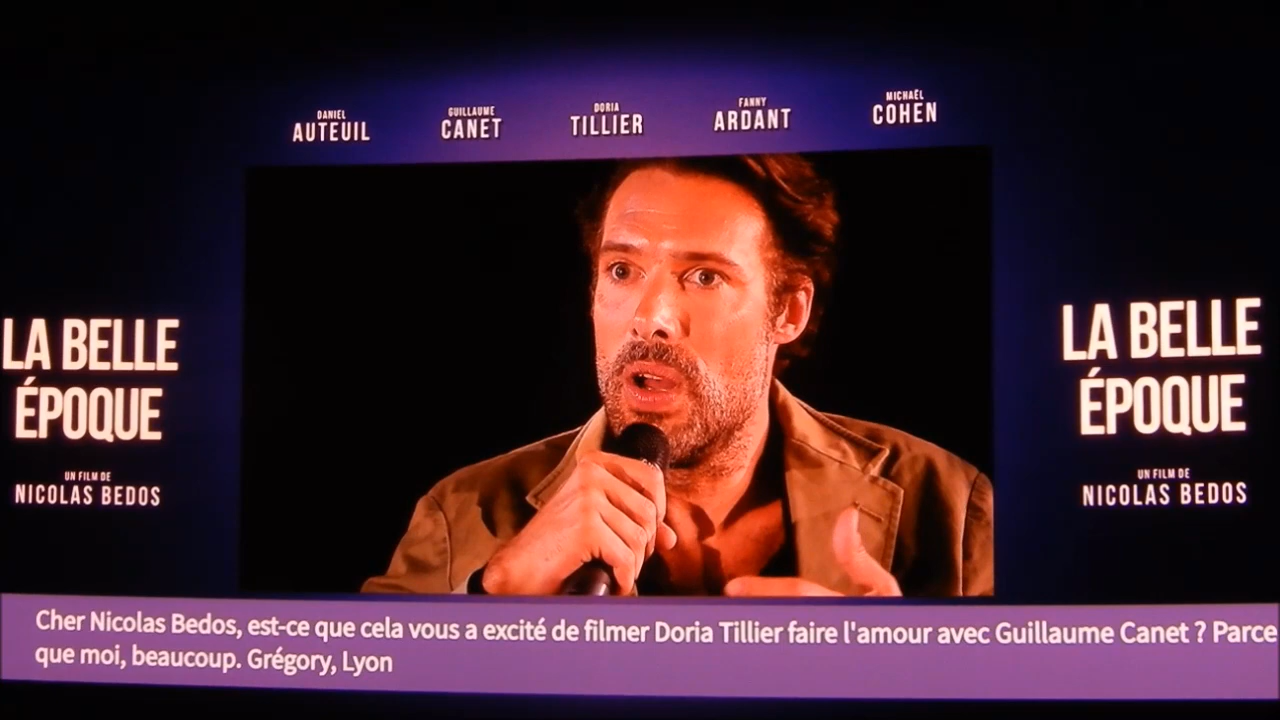 DANIEL
AUTEUIL
GUILLAUME
CANET
DORIA
TILLIER
FANNY
ARDANT
MICHAËL
COHEN
LA BELLE
ÉPOQUE
UN FILM DE
NICOLAS BEDOS
LA BELLE
ÉPOQUE
UN FILM DE
NICOLAS BEDOS
Cher Nicolas Bedos, est-ce que cela vous a excité de filmer Doria Tillier faire l'amour avec Guillaume Canet ? Parce
que moi, beaucoup. Grégory, Lyon